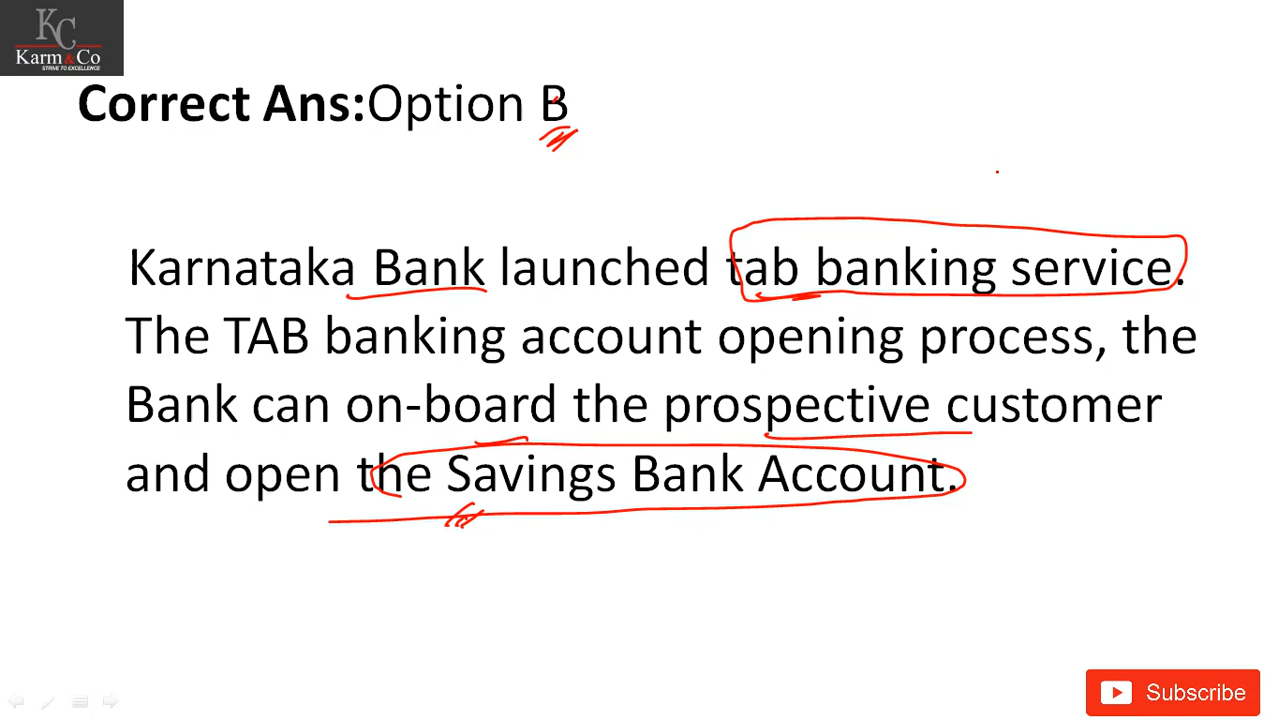 KC
Karm&Co
STRIVE TO EXCELLENCE
Correct Ans:Option B
Karnataka Bank launched tab banking service.
The TAB banking account opening process, the
Bank can on-board the prospective customer
and open the Savings Bank Account.
Subscribe